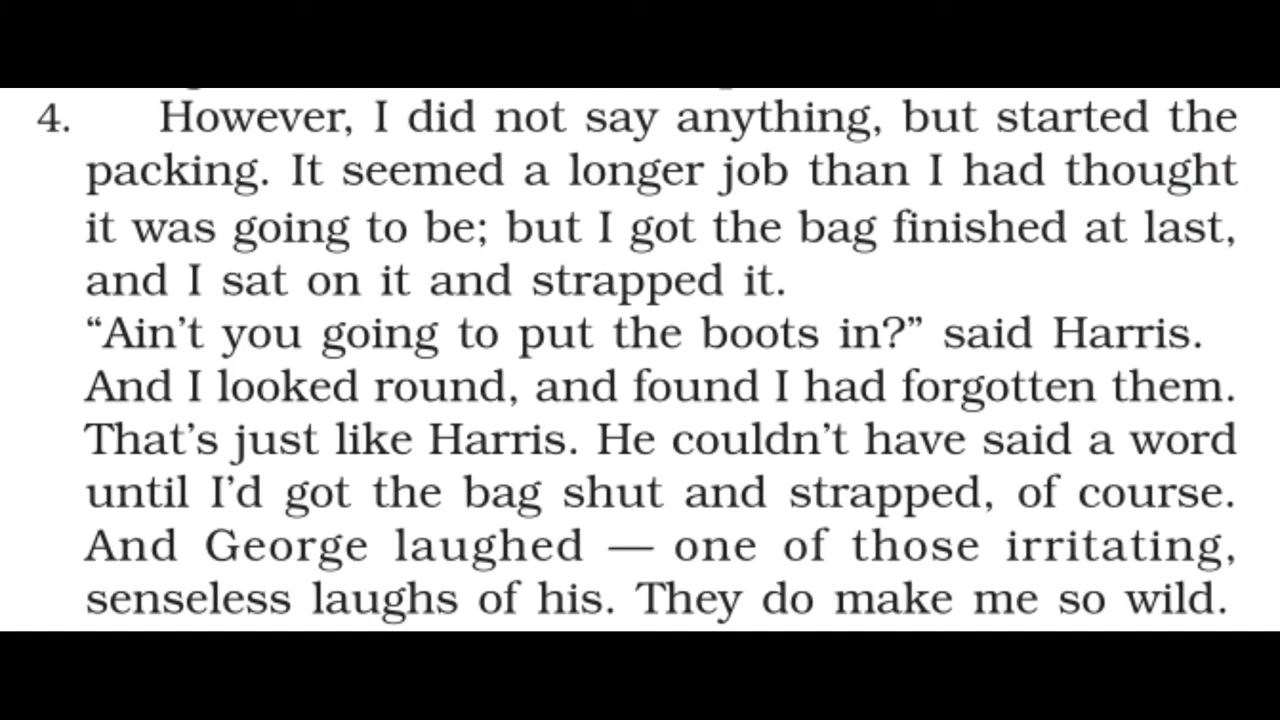 4. However, I did not say anything, but started the
packing. It seemed a longer job than I had thought
it was going to be; but I got the bag finished at last,
and I sat on it and strapped it.
“Ain’t you going to put the boots in?” said Harris.
And I looked round, and found I had forgotten them.
That’s just like Harris. He couldn’t have said a word
until I’d got the bag shut and strapped, of course.
And George laughed — one of those irritating,
senseless laughs of his. They do make me so wild.